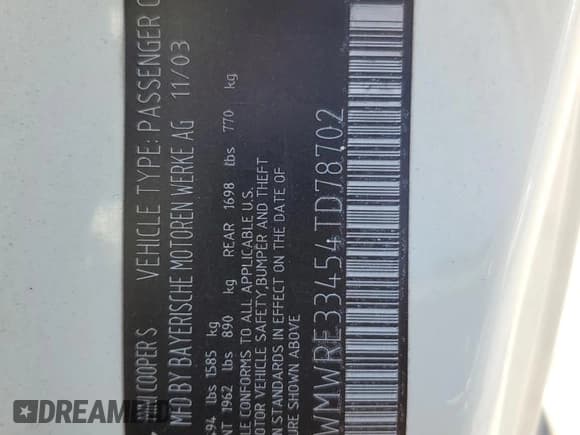 COOPER S VEHICLE TYPE: PASSENGER C
MFD BY BAYERISCHE MOTOREN WERKE AG 11/03
94 lbs 1585 kg
NT 1962 lbs 890 kg REAR 1698 lbs 770 kg
LE CONFORMS TO ALL APPLICABLE U.S.
OTOR VEHICLE SAFETY,BUMPER AND THEFT
N STANDARDS IN EFFECT ON THE DATE OF
URE SHOWN ABOVE
WMWRE33454TD78702
DREAMERID